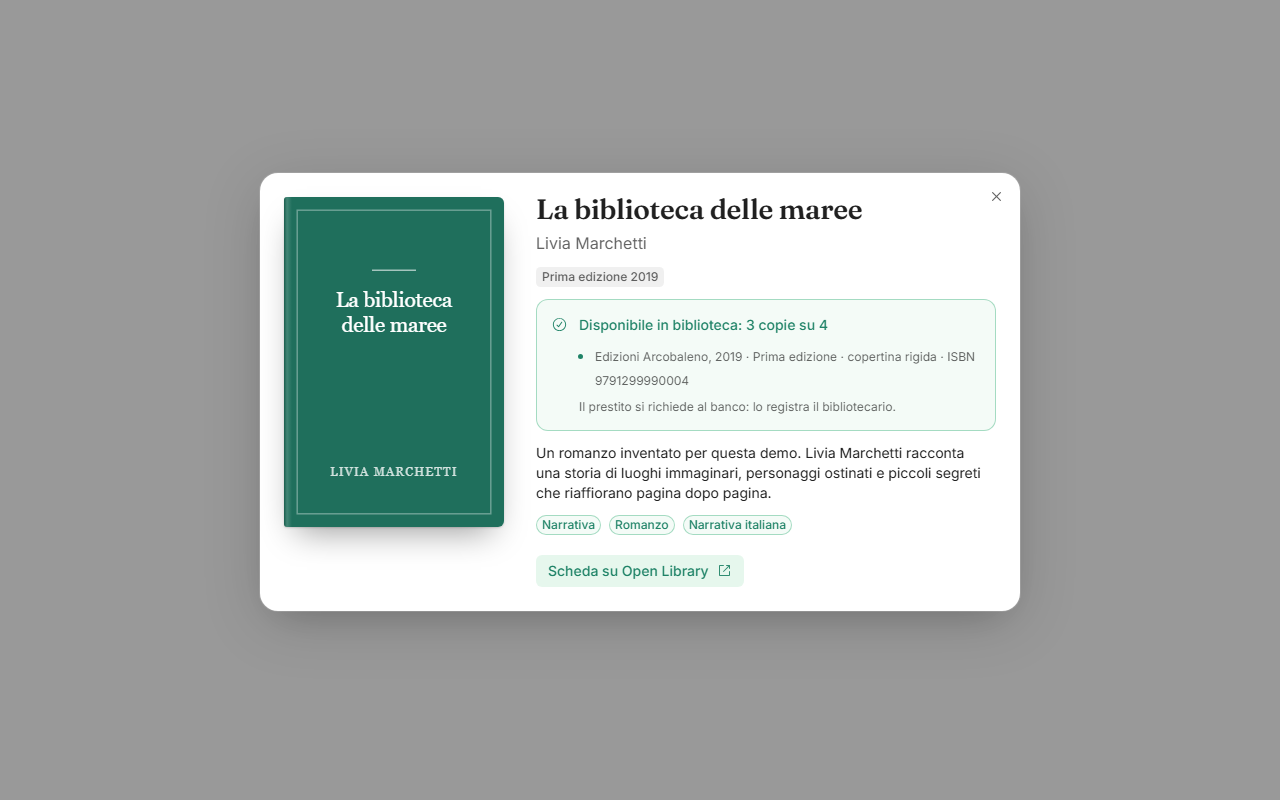 La biblioteca
delle maree
LIVIA MARCHETTI
La biblioteca delle maree
Livia Marchetti
Prima edizione 2019
Disponibile in biblioteca: 3 copie su 4
Edizioni Arcobaleno, 2019 · Prima edizione · copertina rigida · ISBN
9791299990004
Il prestito si richiede al banco: lo registra il bibliotecario.
Un romanzo inventato per questa demo. Livia Marchetti racconta
una storia di luoghi immaginari, personaggi ostinati e piccoli segreti
che riaffiorano pagina dopo pagina.
Narrativa Romanzo Narrativa italiana
Scheda su Open Library